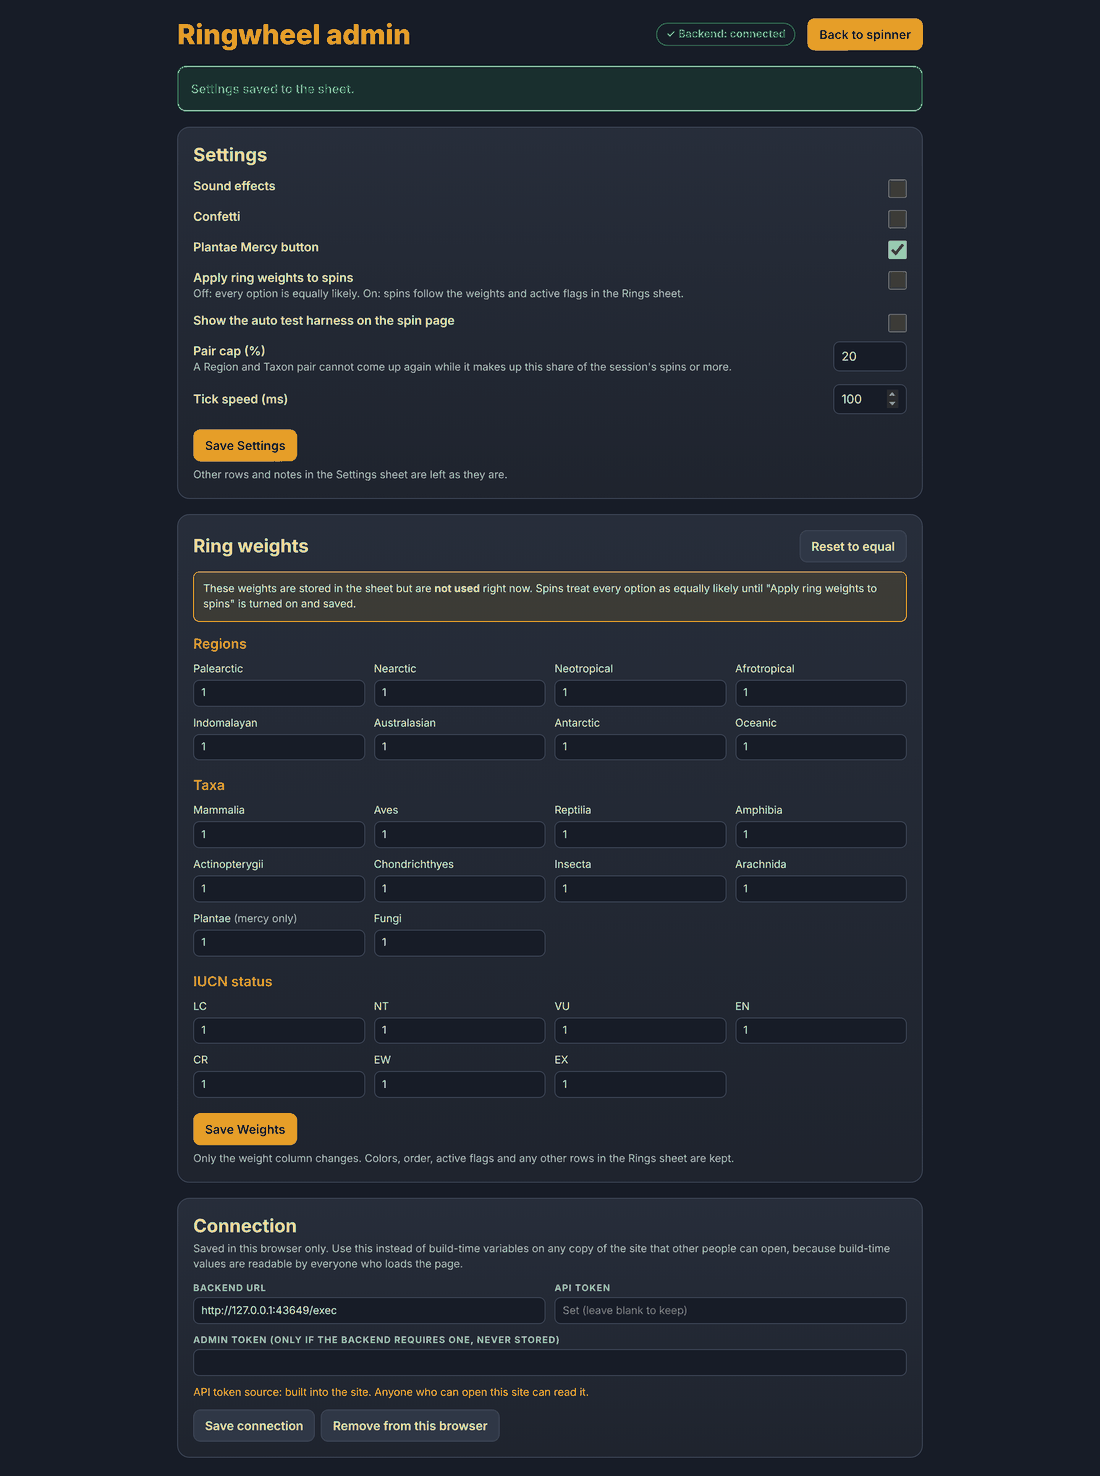 Ringwheel admin
✓ Backend: connected
Back to spinner
Settings saved to the sheet.
Settings
Sound effects
Confetti
Plantae Mercy button
Apply ring weights to spins
Off: every option is equally likely. On: spins follow the weights and active flags in the Rings sheet.
Show the auto test harness on the spin page
Pair cap (%)
20
A Region and Taxon pair cannot come up again while it makes up this share of the session's spins or more.
Tick speed (ms)
100
Save Settings
Other rows and notes in the Settings sheet are left as they are.
Ring weights
Reset to equal
These weights are stored in the sheet but are not used right now. Spins treat every option as equally likely until "Apply ring weights to
spins" is turned on and saved.
Regions
Palearctic Nearctic Neotropical Afrotropical
1 1 1 1
Indomalayan Australasian Antarctic Oceanic
1 1 1 1
Taxa
Mammalia Aves Reptilia Amphibia
1 1 1 1
Actinopterygii Chondrichthyes Insecta Arachnida
1 1 1 1
Plantae (mercy only) Fungi
1 1
IUCN status
LC NT VU EN
1 1 1 1
CR EW EX
1 1 1
Save Weights
Only the weight column changes. Colors, order, active flags and any other rows in the Rings sheet are kept.
Connection
Saved in this browser only. Use this instead of build-time variables on any copy of the site that other people can open, because build-time
values are readable by everyone who loads the page.
BACKEND URL API TOKEN
http://127.0.0.1:43649/exec Set (leave blank to keep)
ADMIN TOKEN (ONLY IF THE BACKEND REQUIRES ONE, NEVER STORED)
API token source: built into the site. Anyone who can open this site can read it.
Save connection Remove from this browser